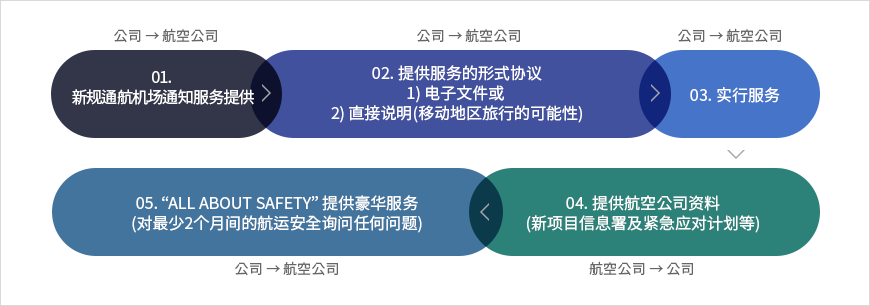 公司 → 航空公司
公司 → 航空公司
公司 → 航空公司
01.
新规通航机场通知服务提供
02. 提供服务的形式协议
1) 电子文件或
2) 直接说明(移动地区旅行的可能性)
03. 实行服务
05. “ALL ABOUT SAFETY” 提供豪华服务
(对最少2个月间的航运安全询问任何问题)
04. 提供航空公司资料
(新项目信息署及紧急应对计划等)
公司 → 航空公司
航空公司 → 公司